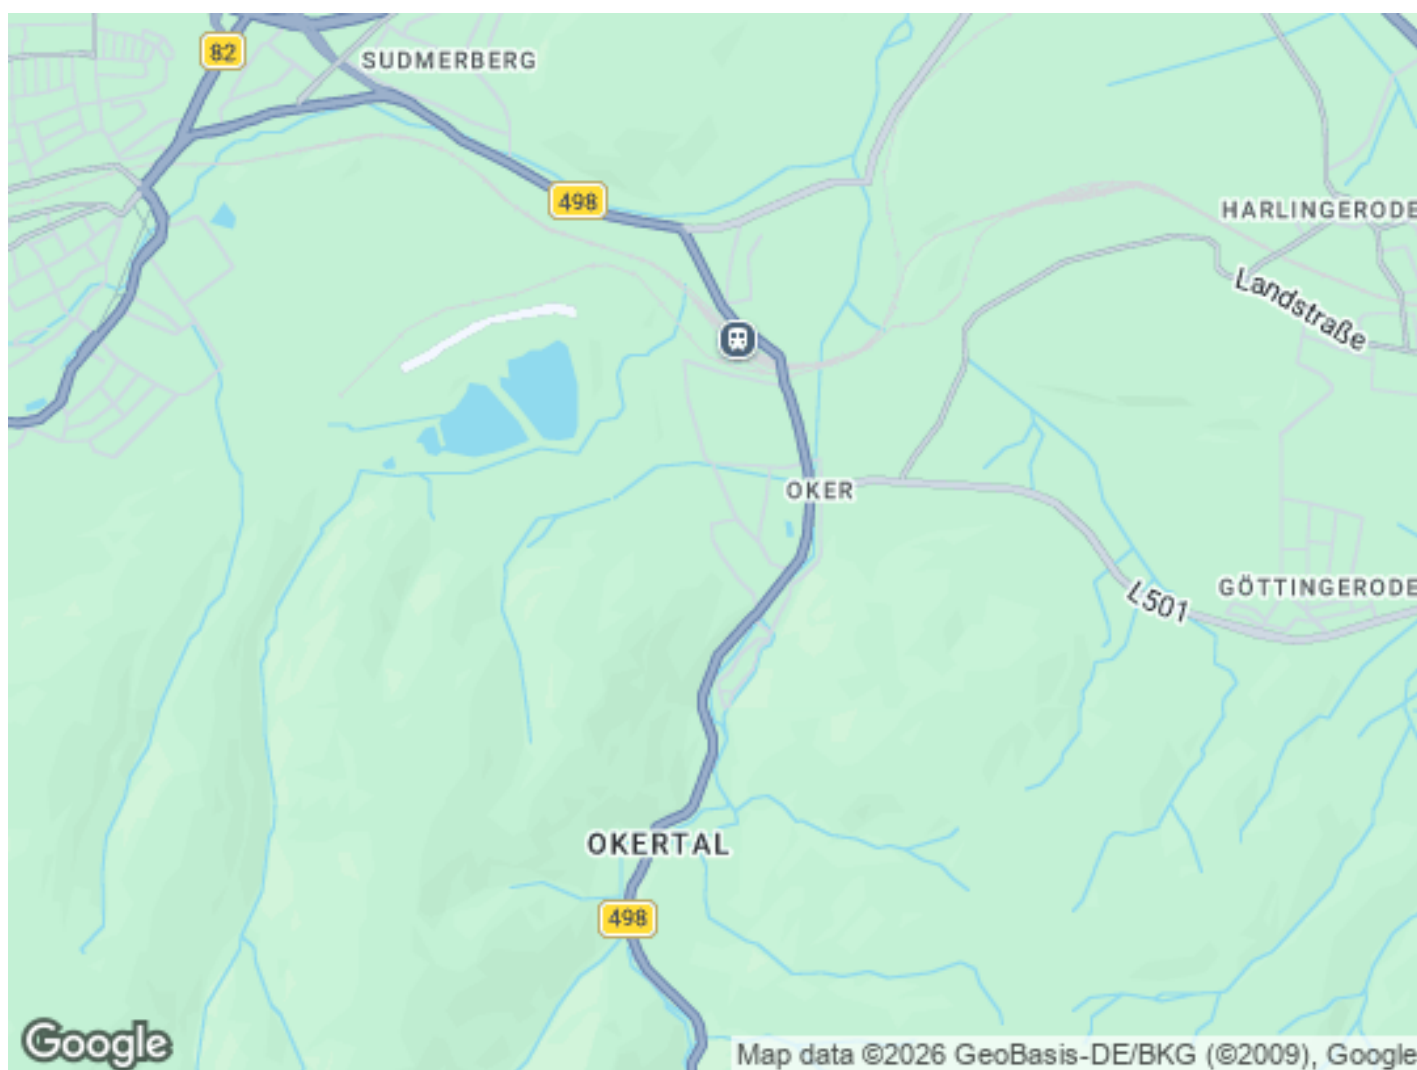 82
SUDMERBERG
498
HARLINGERODE
Landstraße
OKER
L501
GÖTTINGERODE
OKERTAL
498
Google
Map data ©2026 GeoBasis-DE/BKG (©2009), Google